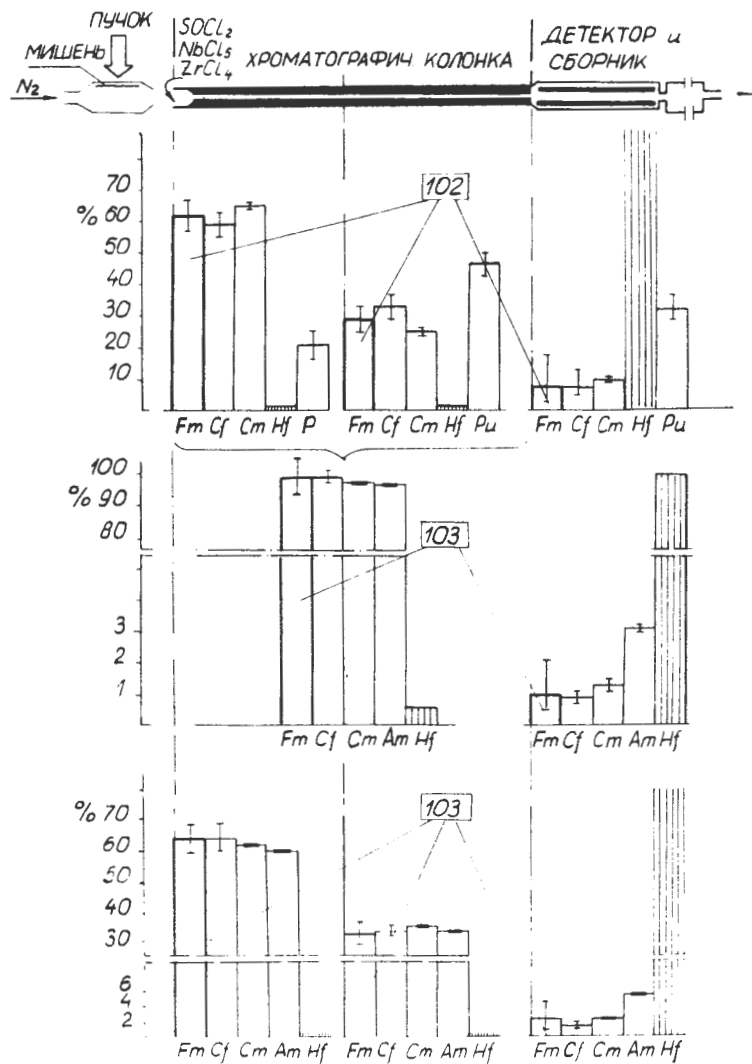 ПУЧОК
МИШЕНЬ
N₂
SOCl₂
NbCl₅
ZrCl₄
ХРОМАТОГРАФИЧ КОЛОНКА
ДЕТЕКТОР и
СБОРНИК
70
% 60
50
40
30
20
10
102
Fm Cf Cm Hf P
Fm Cf Cm Hf Pu
Fm Cf Cm Hf Pu
100
% 90
80
3
2
1
103
Fm Cf Cm Am Hf
Fm Cf Cm Am Hf
% 70
60
50
40
30
6
4
2
103
Fm Cf Cm Am Hf
Fm Cf Cm Am Hf
Fm Cf Cm Am Hf